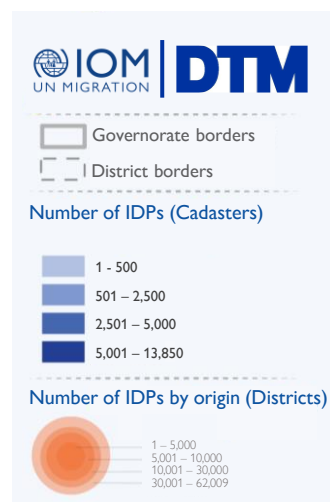 IOM
UN MIGRATION
DTM
Governorate borders
District borders
Number of IDPs (Cadasters)
1 - 500
501 – 2,500
2,501 – 5,000
5,001 – 13,850
Number of IDPs by origin (Districts)
1 – 5,000
5,001 – 10,000
10,001 – 30,000
30,001 – 62,009